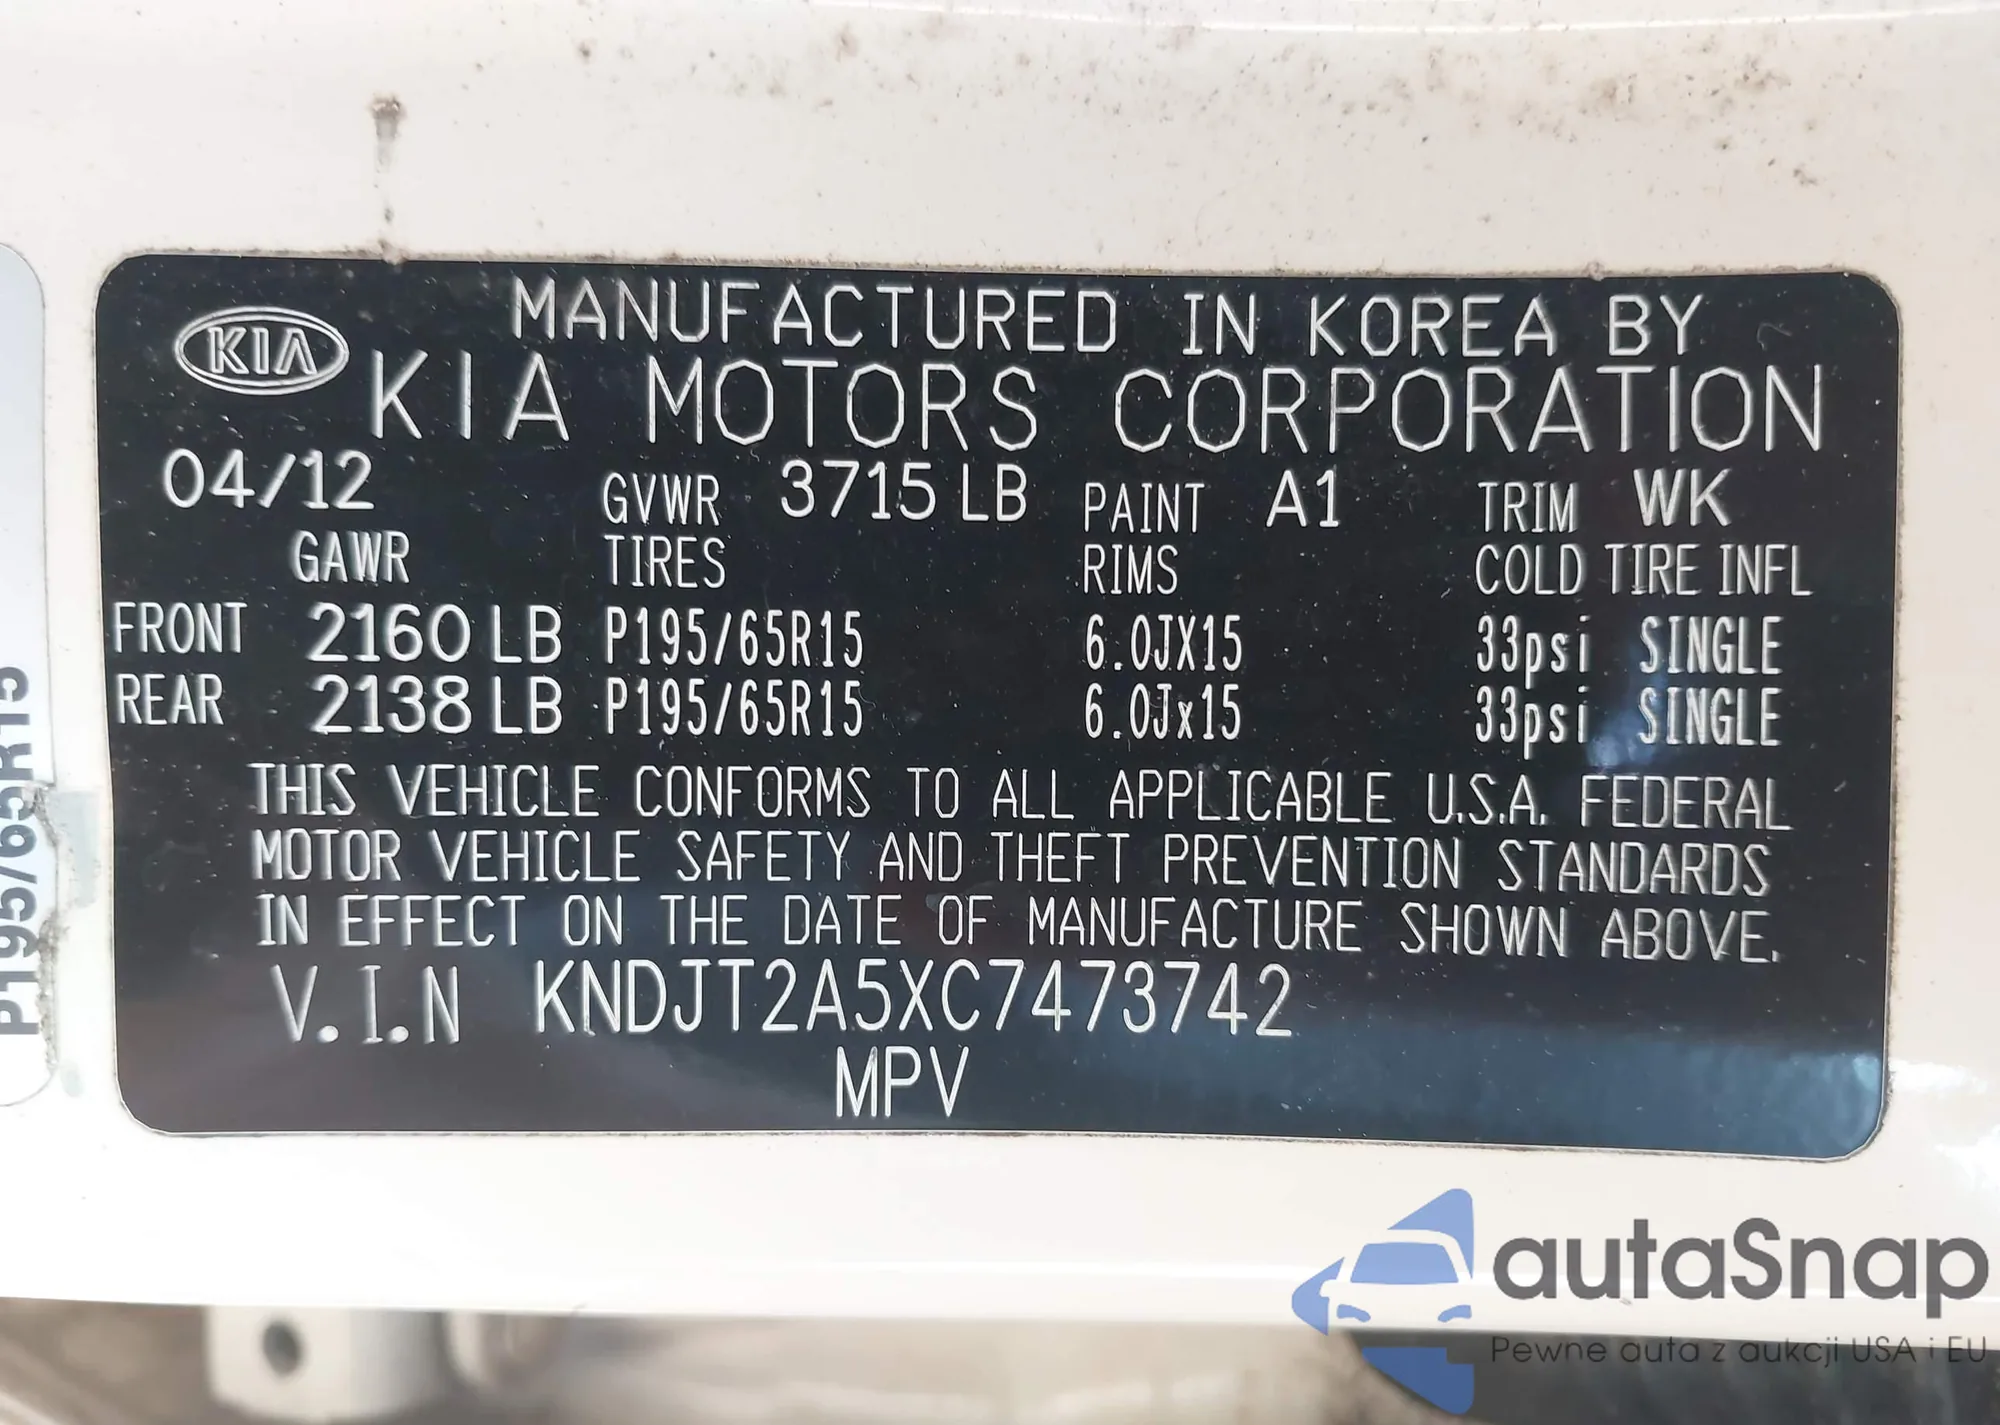 MANUFACTURED IN KOREA BY
KIA KIA MOTORS CORPORATION
04/12 GVWR 3715 LB PAINT A1 TRIM WK
GAWR TIRES RIMS COLD TIRE INFL
FRONT 2160 LB P195/65R15 6.0JX15 33psi SINGLE
REAR 2138 LB P195/65R15 6.0Jx15 33psi SINGLE
THIS VEHICLE CONFORMS TO ALL APPLICABLE U.S.A. FEDERAL
MOTOR VEHICLE SAFETY AND THEFT PREVENTION STANDARDS
IN EFFECT ON THE DATE OF MANUFACTURE SHOWN ABOVE.
V.I.N KNDJT2A5XC7473742
MPV
P195/65R15
autaSnap
Pewne auta z aukcji USA i EU